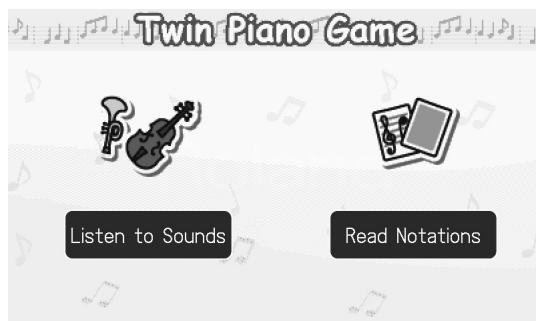 Twin Piano Game
Listen to Sounds
Read Notations